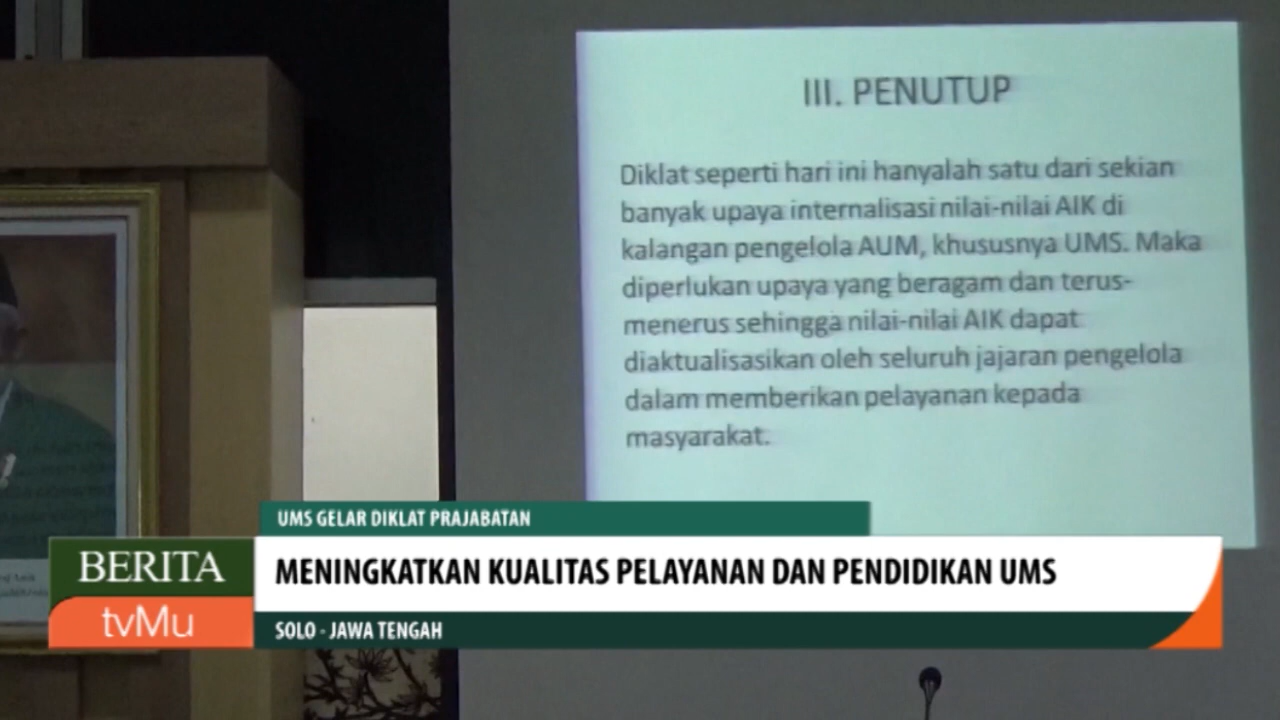 III. PENUTUP
Diklat seperti hari ini hanyalah satu dari sekian
banyak upaya internalisasi nilai-nilai AIK di
kalangan pengelola AUM, khususnya UMS. Maka
diperlukan upaya yang beragam dan terus-
menerus sehingga nilai-nilai AIK dapat
diaktualisasikan oleh seluruh jajaran pengelola
dalam memberikan pelayanan kepada
masyarakat.
UMS GELAR DIKLAT PRAJABATAN
BERITA
MENINGKATKAN KUALITAS PELAYANAN DAN PENDIDIKAN UMS
tvMu
SOLO - JAWA TENGAH